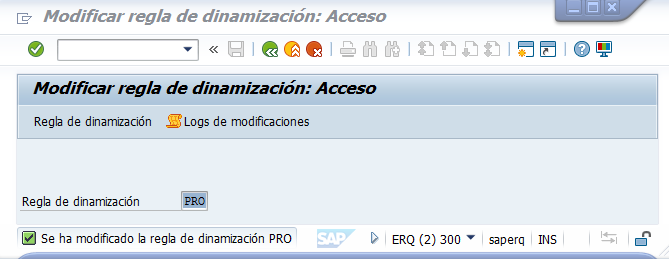 Modificar regla de dinamización: Acceso
«
Modificar regla de dinamización: Acceso
Regla de dinamización Logs de modificaciones
Regla de dinamización PRO
Se ha modificado la regla de dinamización PRO SAP ERQ (2) 300 saperq INS